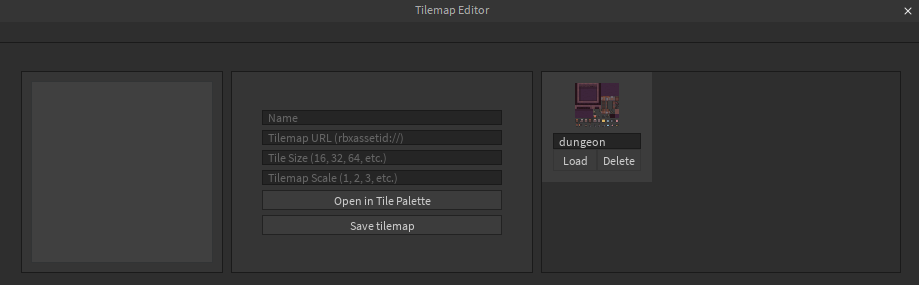 Tilemap Editor
Name
Tilemap URL (rbxassetid://)
Tile Size (16, 32, 64, etc.)
Tilemap Scale (1, 2, 3, etc.)
Open in Tile Palette
Save tilemap
dungeon
Load Delete